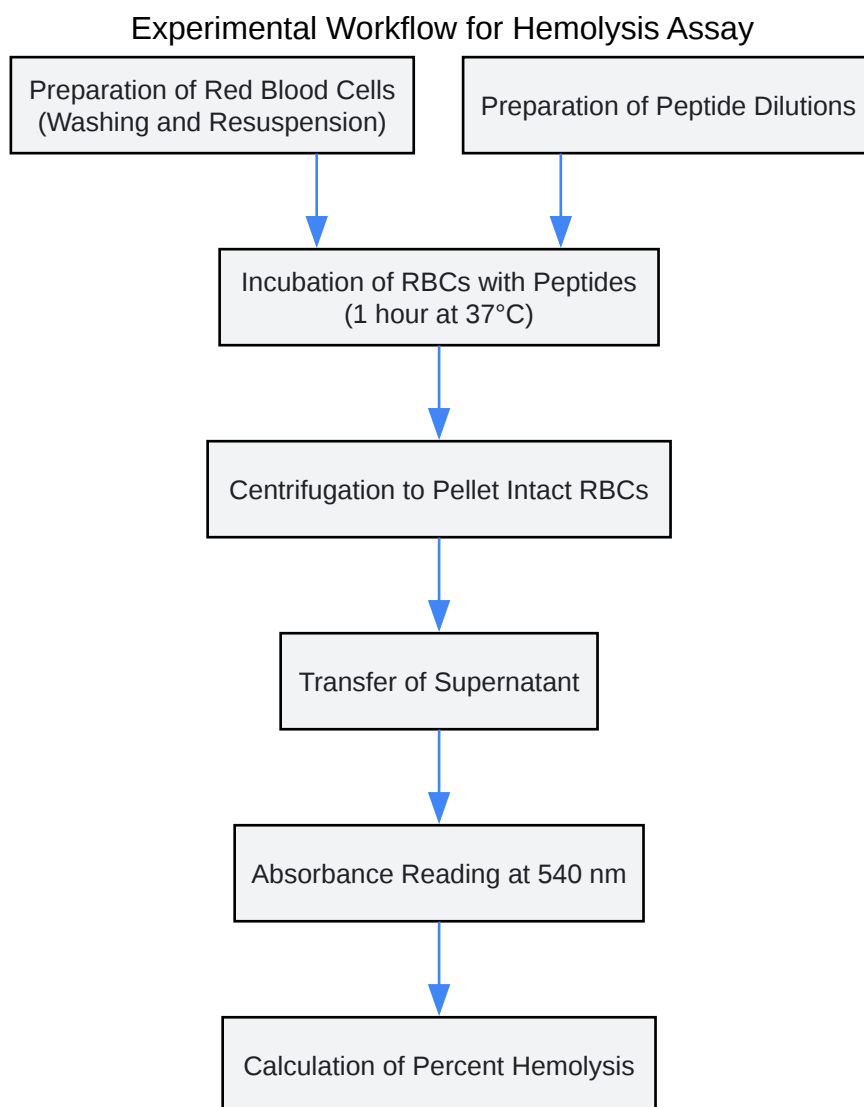 Experimental Workflow for Hemolysis Assay
Preparation of Red Blood Cells
(Washing and Resuspension)
Preparation of Peptide Dilutions
Incubation of RBCs with Peptides
(1 hour at 37°C)
Centrifugation to Pellet Intact RBCs
Transfer of Supernatant
Absorbance Reading at 540 nm
Calculation of Percent Hemolysis